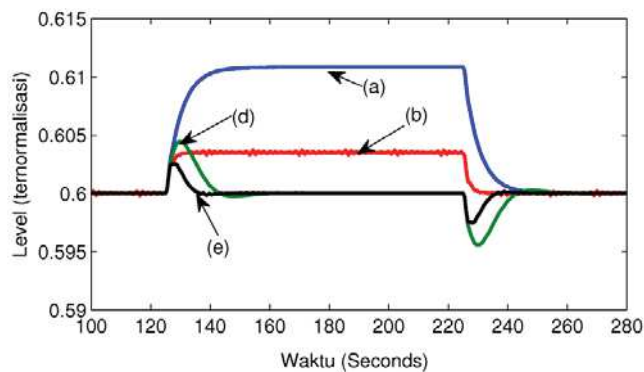 0.615
0.61
0.605
0.6
0.595
0.59
Level (ternormalisasi)
(a)
(b)
(d)
(e)
100 120 140 160 180 200 220 240 260 280
Waktu (Seconds)